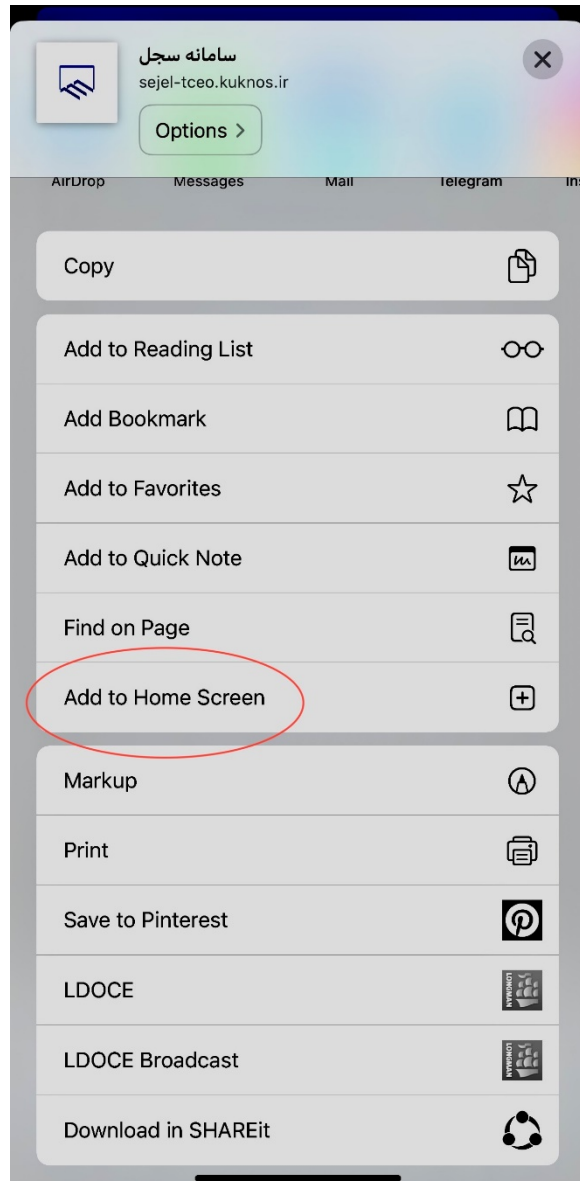 سامانه سجل
sejel-tceo.kuknos.ir
Options >
AirDrop Messages Mail Telegram
Copy
Add to Reading List
Add Bookmark
Add to Favorites
Add to Quick Note
Find on Page
Add to Home Screen
Markup
Print
Save to Pinterest
LDOCE
LONGMAN
LDOCE Broadcast
LONGMAN
Download in SHAREit